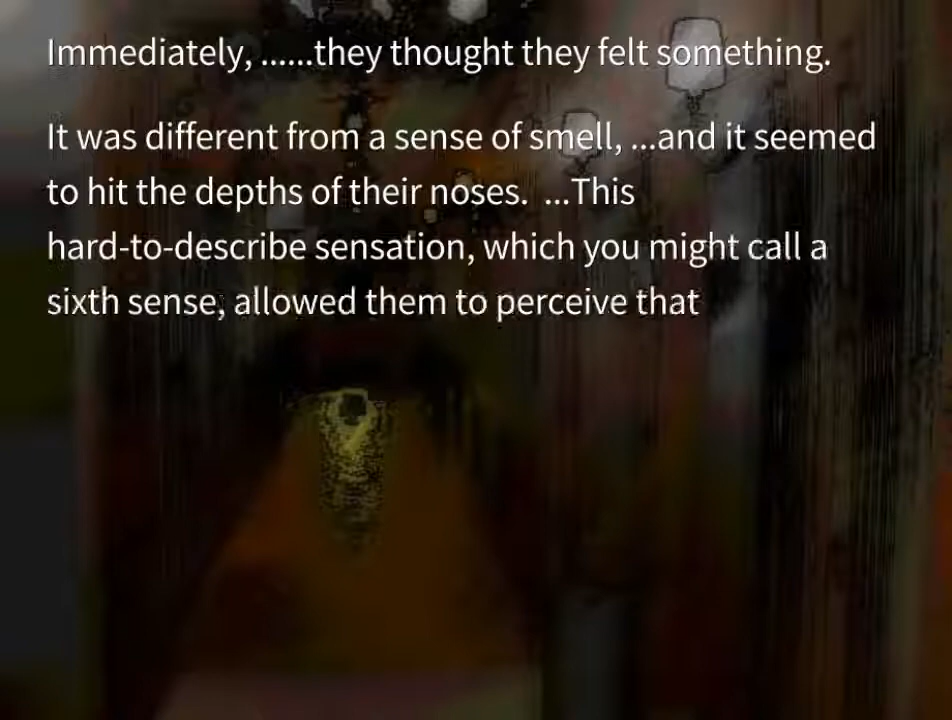 Immediately, ......they thought they felt something.
It was different from a sense of smell, ...and it seemed
to hit the depths of their noses.  ...This
hard-to-describe sensation, which you might call a
sixth sense, allowed them to perceive that